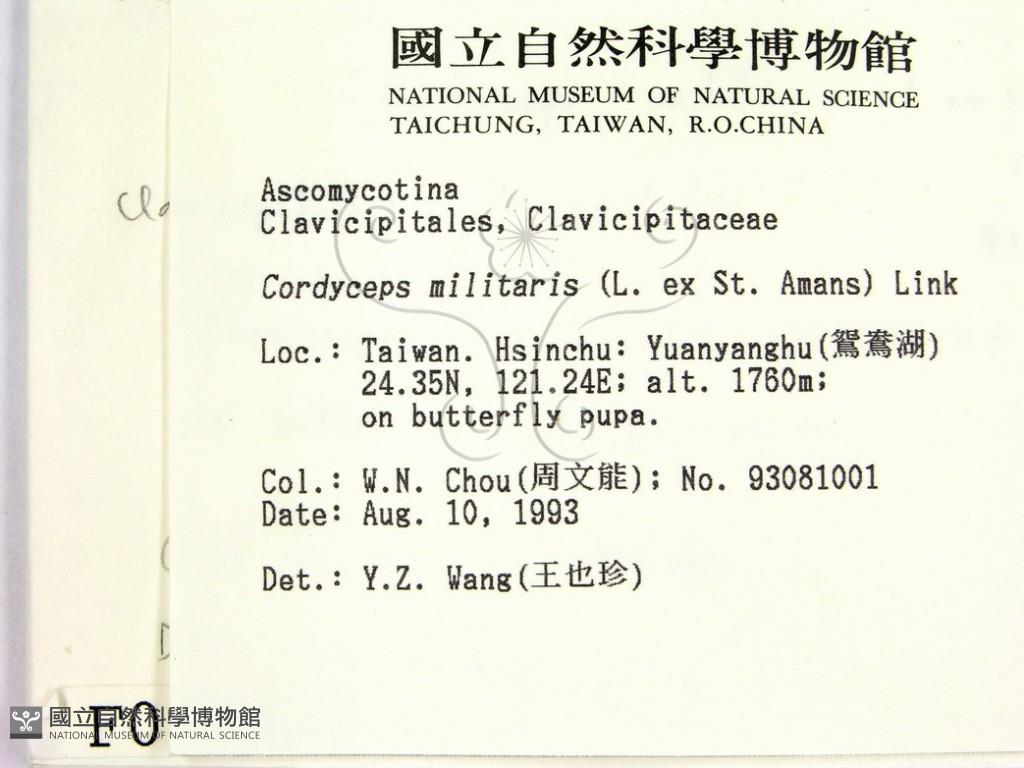 國立自然科學博物館
NATIONAL MUSEUM OF NATURAL SCIENCE
TAICHUNG, TAIWAN, R.O.CHINA
Ascomycotina
Clavicipitales, Clavicipitaceae
Cordyceps militaris (L. ex St. Amans) Link
Loc.: Taiwan. Hsinchu: Yuanyanghu(鴛鴦湖)
24.35N, 121.24E; alt. 1760m;
on butterfly pupa.
Col.: W.N. Chou(周文能); No. 93081001
Date: Aug. 10, 1993
Det.: Y.Z. Wang(王也珍)
Cla
F0
國立自然科學博物館
NATIONAL MUSEUM OF NATURAL SCIENCE